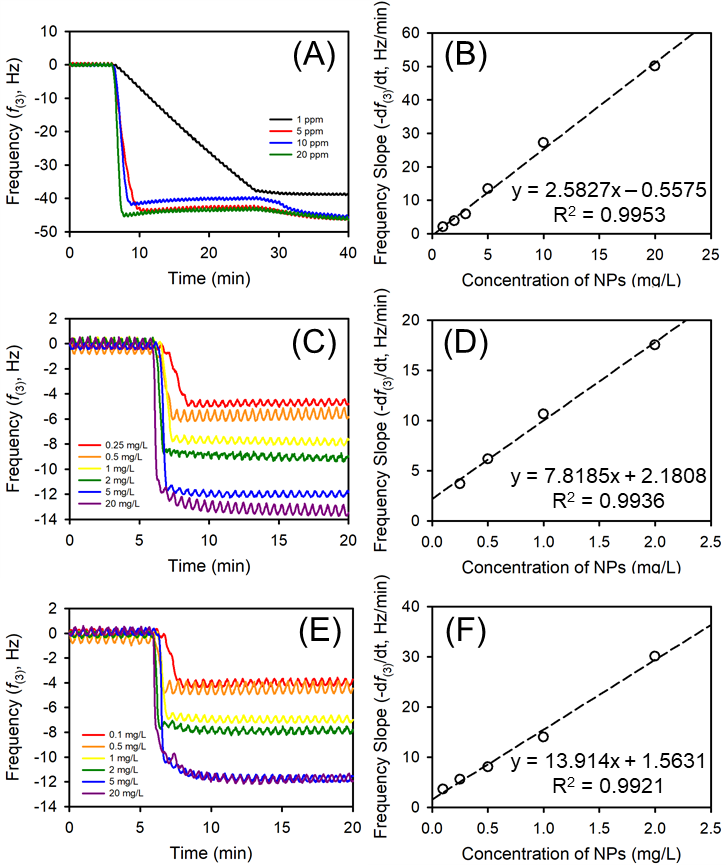 (A)
Frequency (f(3), Hz)
10
0
-10
-20
-30
-40
-50
1 ppm
5 ppm
10 ppm
20 ppm
0 10 20 30 40
Time (min)
(B)
Frequency Slope (-df(3)/dt, Hz/min)
60
50
40
30
20
10
0
y = 2.5827x – 0.5575
R² = 0.9953
0 5 10 15 20 25
Concentration of NPs (mg/L)
(C)
Frequency (f(3), Hz)
2
0
-2
-4
-6
-8
-10
-12
-14
0.25 mg/L
0.5 mg/L
1 mg/L
2 mg/L
5 mg/L
20 mg/L
0 5 10 15 20
Time (min)
(D)
Frequency Slope (-df(3)/dt, Hz/min)
20
15
10
5
0
y = 7.8185x + 2.1808
R² = 0.9936
0.0 0.5 1.0 1.5 2.0 2.5
Concentration of NPs (mg/L)
(E)
Frequency (f(3), Hz)
2
0
-2
-4
-6
-8
-10
-12
-14
0.1 mg/L
0.5 mg/L
1 mg/L
2 mg/L
5 mg/L
20 mg/L
0 5 10 15 20
Time (min)
(F)
Frequency Slope (-df(3)/dt, Hz/min)
40
30
20
10
0
y = 13.914x + 1.5631
R² = 0.9921
0.0 0.5 1.0 1.5 2.0 2.5
Concentration of NPs (mg/L)